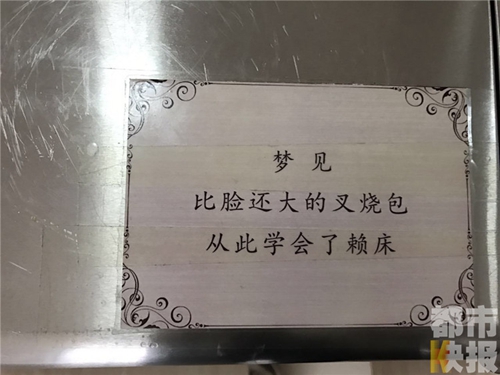 梦见
比脸还大的叉烧包
从此学会了赖床
都市
快报